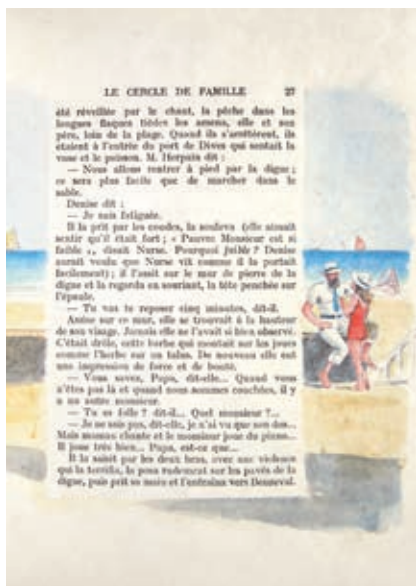 LE CERCLE DE FAMILLE 27
été réveillée par le chant, la pêche dans les
longues flaques tièdes les amena, elle et son
père, loin de la plage. Quand ils s'arrêtèrent, ils
étaient à l'entrée du port de Dives qui sentait la
vase et le poisson. M. Herpain dit :
— Nous allons rentrer à pied par la digue ;
ce sera plus facile que de marcher dans le
sable.
Denise dit :
— Je suis fatiguée.
Il la prit par les coudes, la souleva (elle aimait
sentir qu'il était fort ; « Pauvre Monsieur est si
faible », disait Nurse. Pourquoi faible ? Denise
aurait voulu que Nurse vît comme il la portait
facilement) ; il l'assit sur le mur de pierre de la
digue et la regarda en souriant, la tête penchée sur
l'épaule.
— Tu vas te reposer cinq minutes, dit-il.
Assise sur ce mur, elle se trouvait à la hauteur
de son visage. Jamais elle ne l'avait si bien observé.
C'était drôle, cette barbe qui montait sur les joues
comme l'herbe sur un talus. De nouveau elle eut
une impression de force et de bonté.
— Vous savez, Papa, dit-elle... Quand vous
n'êtes pas là et quand nous sommes couchées, il y
a un autre monsieur.
— Tu es folle ? dit-il... Quel monsieur ?...
— Je ne sais pas, dit-elle, je n'ai vu que son dos...
Mais maman chante et le monsieur joue du piano...
Il joue très bien... Papa, est-ce que...
Il la saisit par les deux bras, avec une violence
qui la terrifia, la posa rudement sur les pavés de la
digue, puis prit sa main et l'entraîna vers Beuzeval.